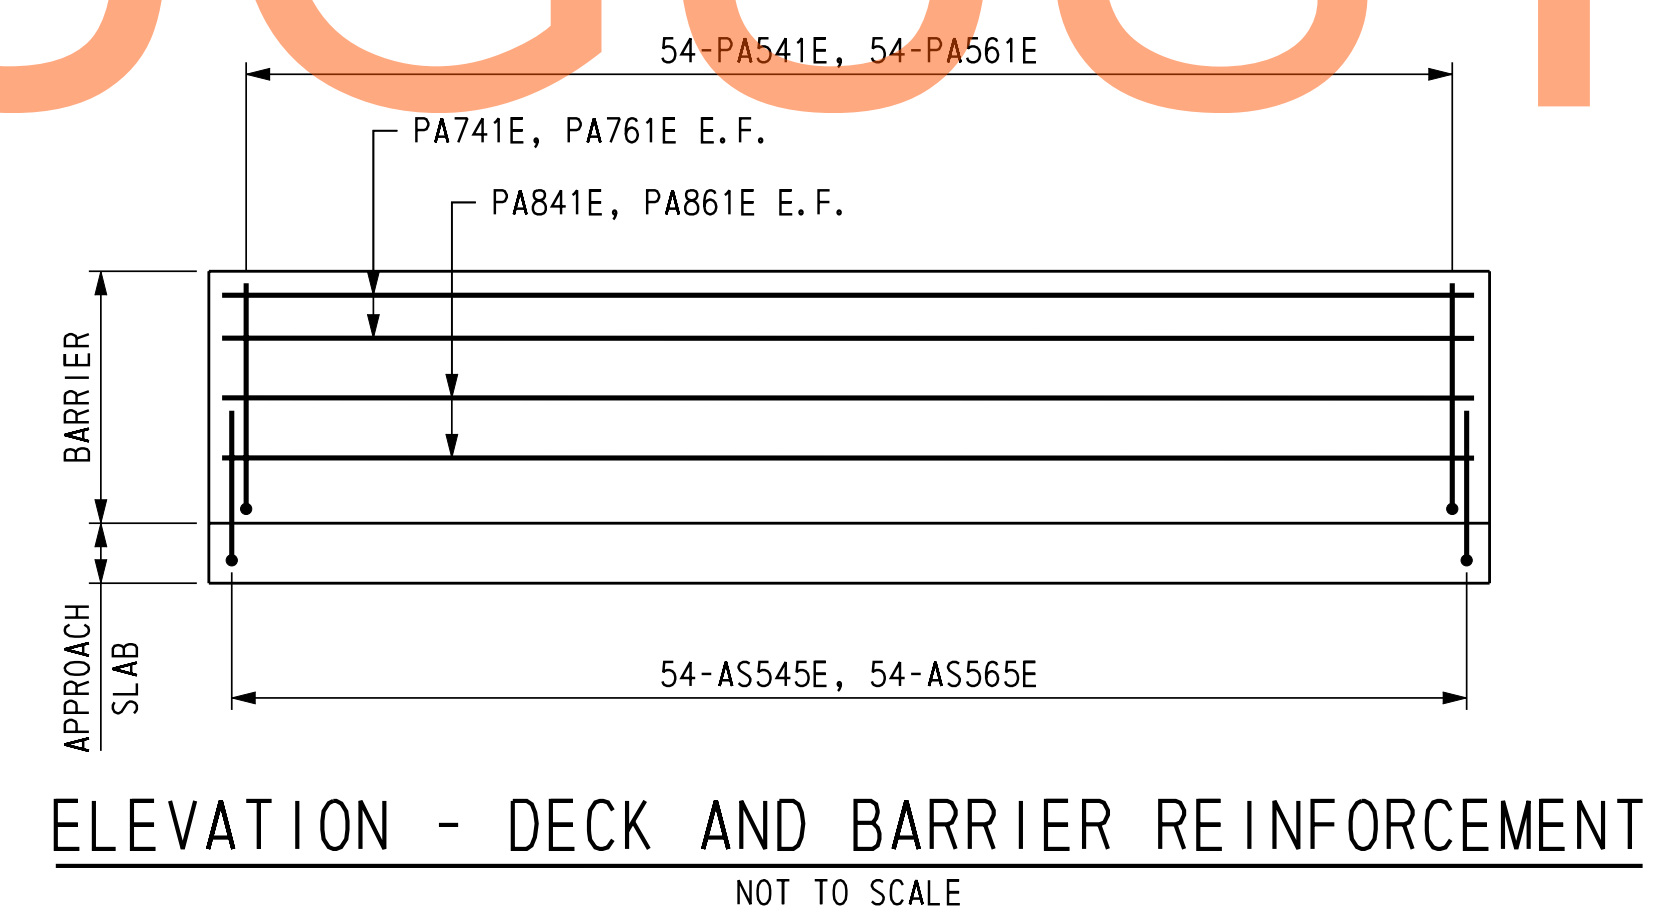 54-PA541E, 54-PA561E
PA741E, PA761E E.F.
PA841E, PA861E E.F.
BARRIER
APPROACH
SLAB
54-AS545E, 54-AS565E
ELEVATION - DECK AND BARRIER REINFORCEMENT
NOT TO SCALE